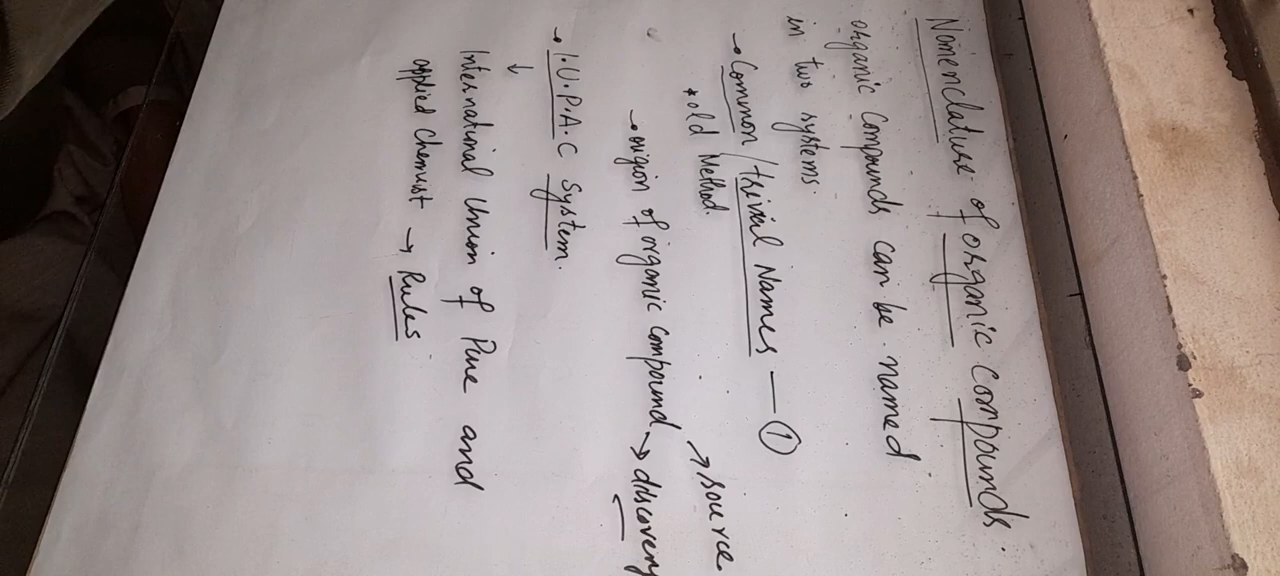 Nomenclature of organic compounds.
organic compounds can be named
in two systems.
→ Common / trivial Names — ①
* old Method.
→ source
→ origion of organic compound → discovery
→ I.U.P.A.C System.
↓
International Union of Pure and
applied Chemist → Rules